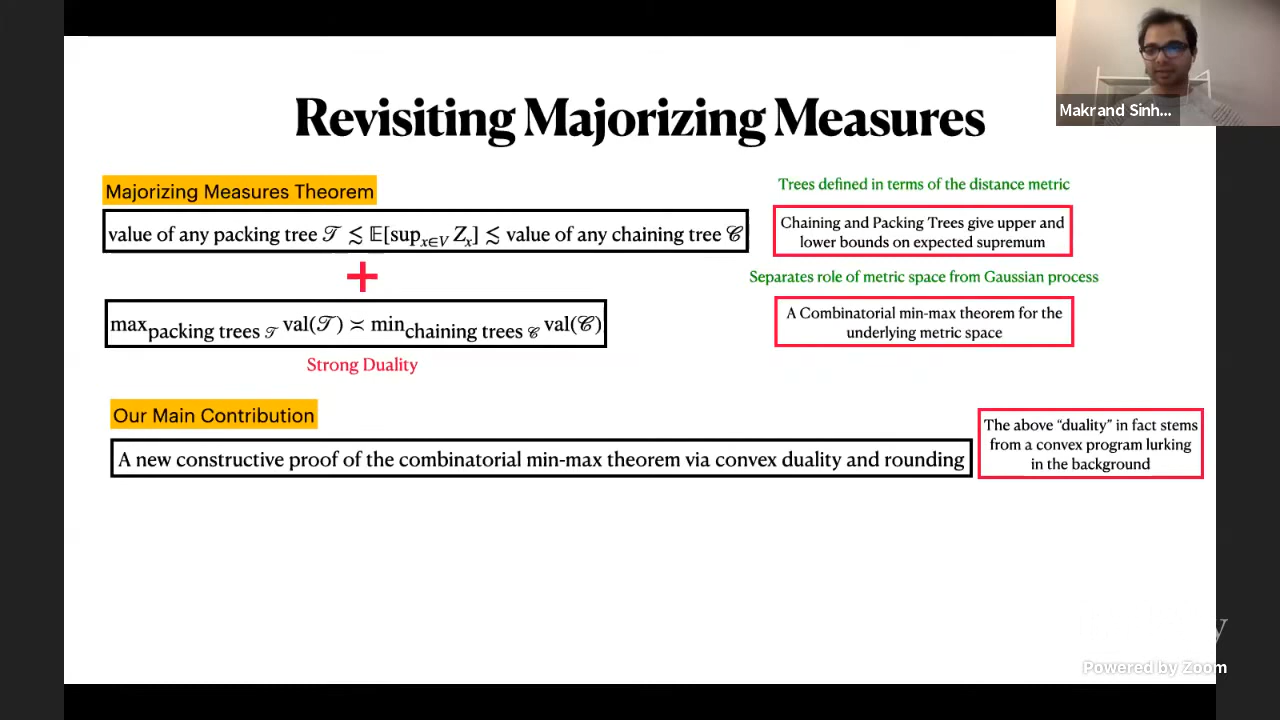 Revisiting Majorizing Measures
Makrand Sinh...
Majorizing Measures Theorem
value of any packing tree 𝒯 ≲ 𝔼[sup_{x∈V} Z_x] ≲ value of any chaining tree 𝒞
Trees defined in terms of the distance metric
Chaining and Packing Trees give upper and
lower bounds on expected supremum
+
Separates role of metric space from Gaussian process
max_{packing trees 𝒯} val(𝒯) ≍ min_{chaining trees 𝒞} val(𝒞)
A Combinatorial min-max theorem for the
underlying metric space
Strong Duality
Our Main Contribution
A new constructive proof of the combinatorial min-max theorem via convex duality and rounding
The above “duality” in fact stems
from a convex program lurking
in the background
Powered by Zoom